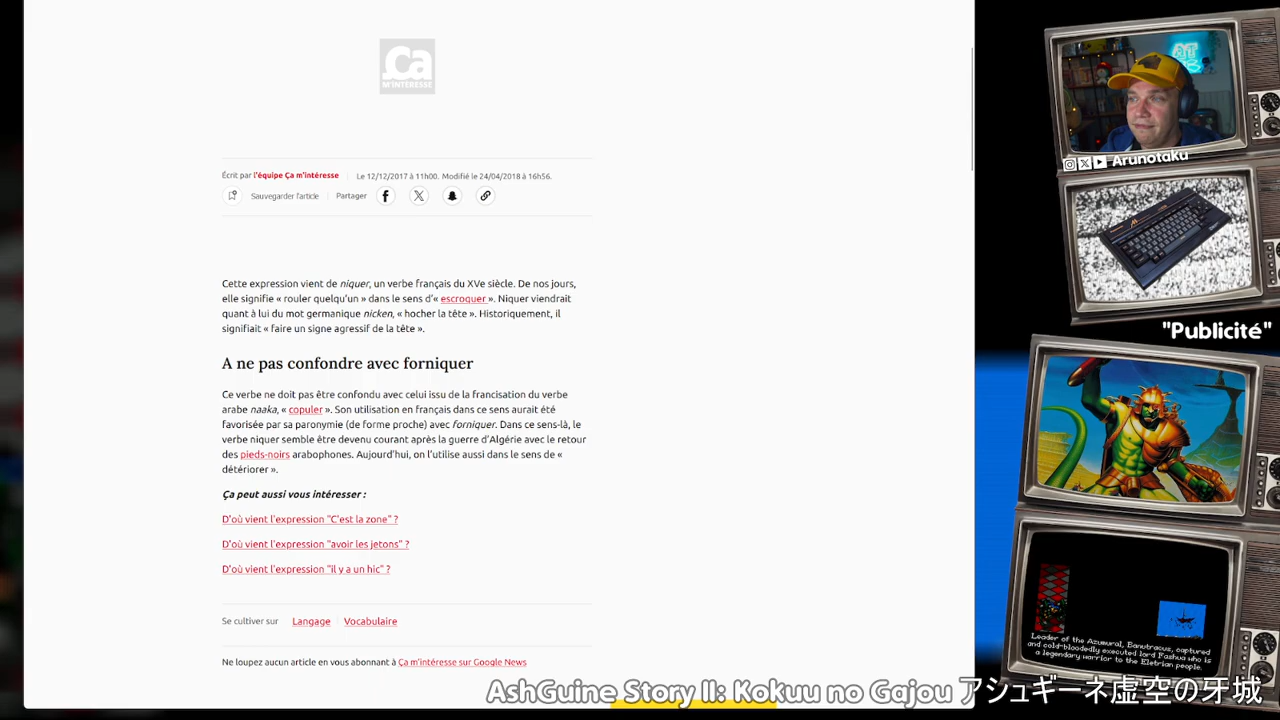 Ça
M'INTÉRESSE
Écrit par l'équipe Ça m'intéresse
Le 12/12/2017 à 11h00. Modifié le 24/04/2018 à 16h56.
Sauvegarder l'article
Partager
Cette expression vient de niquer, un verbe français du XVe siècle. De nos jours,
elle signifie « rouler quelqu'un » dans le sens d'« escroquer ». Niquer viendrait
quant à lui du mot germanique nicken, « hocher la tête ». Historiquement, il
signifiait « faire un signe agressif de la tête ».
A ne pas confondre avec forniquer
Ce verbe ne doit pas être confondu avec celui issu de la francisation du verbe
arabe naaka, « copuler ». Son utilisation en français dans ce sens aurait été
favorisée par sa paronymie (de forme proche) avec forniquer. Dans ce sens-là, le
verbe niquer semble être devenu courant après la guerre d'Algérie avec le retour
des pieds-noirs arabophones. Aujourd'hui, on l'utilise aussi dans le sens de «
détériorer ».
Ça peut aussi vous intéresser :
D'où vient l'expression "C'est la zone" ?
D'où vient l'expression "avoir les jetons" ?
D'où vient l'expression "il y a un hic" ?
Se cultiver sur
Langage
Vocabulaire
Ne loupez aucun article en vous abonnant à Ça m'intéresse sur Google News
Arunotaku
"Publicité"
Leader of the Azumural, Banutracus, captured
and cold-bloodedly executed lord Fashua who is
a legendary warrior to the Eletrian people.
AshGuine Story II: Kokuu no Gajou アシュギーネ虚空の牙城